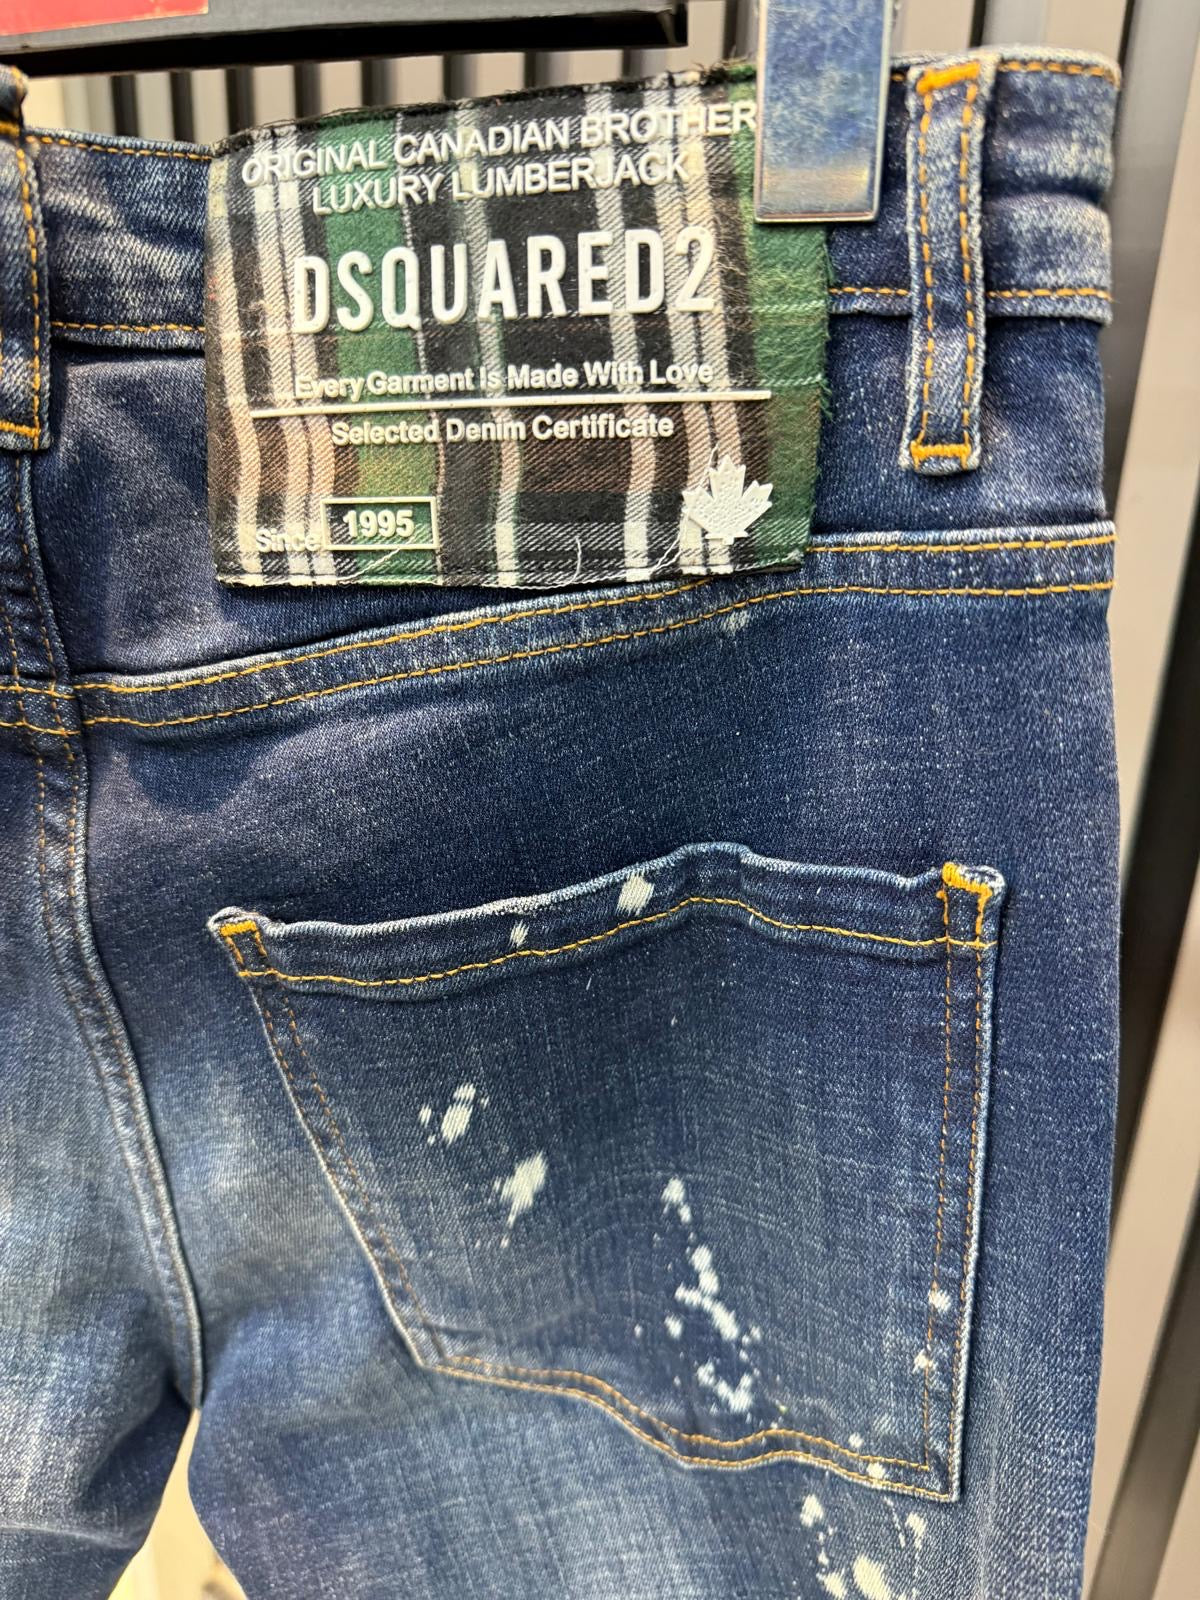 ORIGINAL CANADIAN BROTHER
LUXURY LUMBERJACK
DSQUARED2
Every Garment Is Made With Love
Selected Denim Certificate
Since 1995